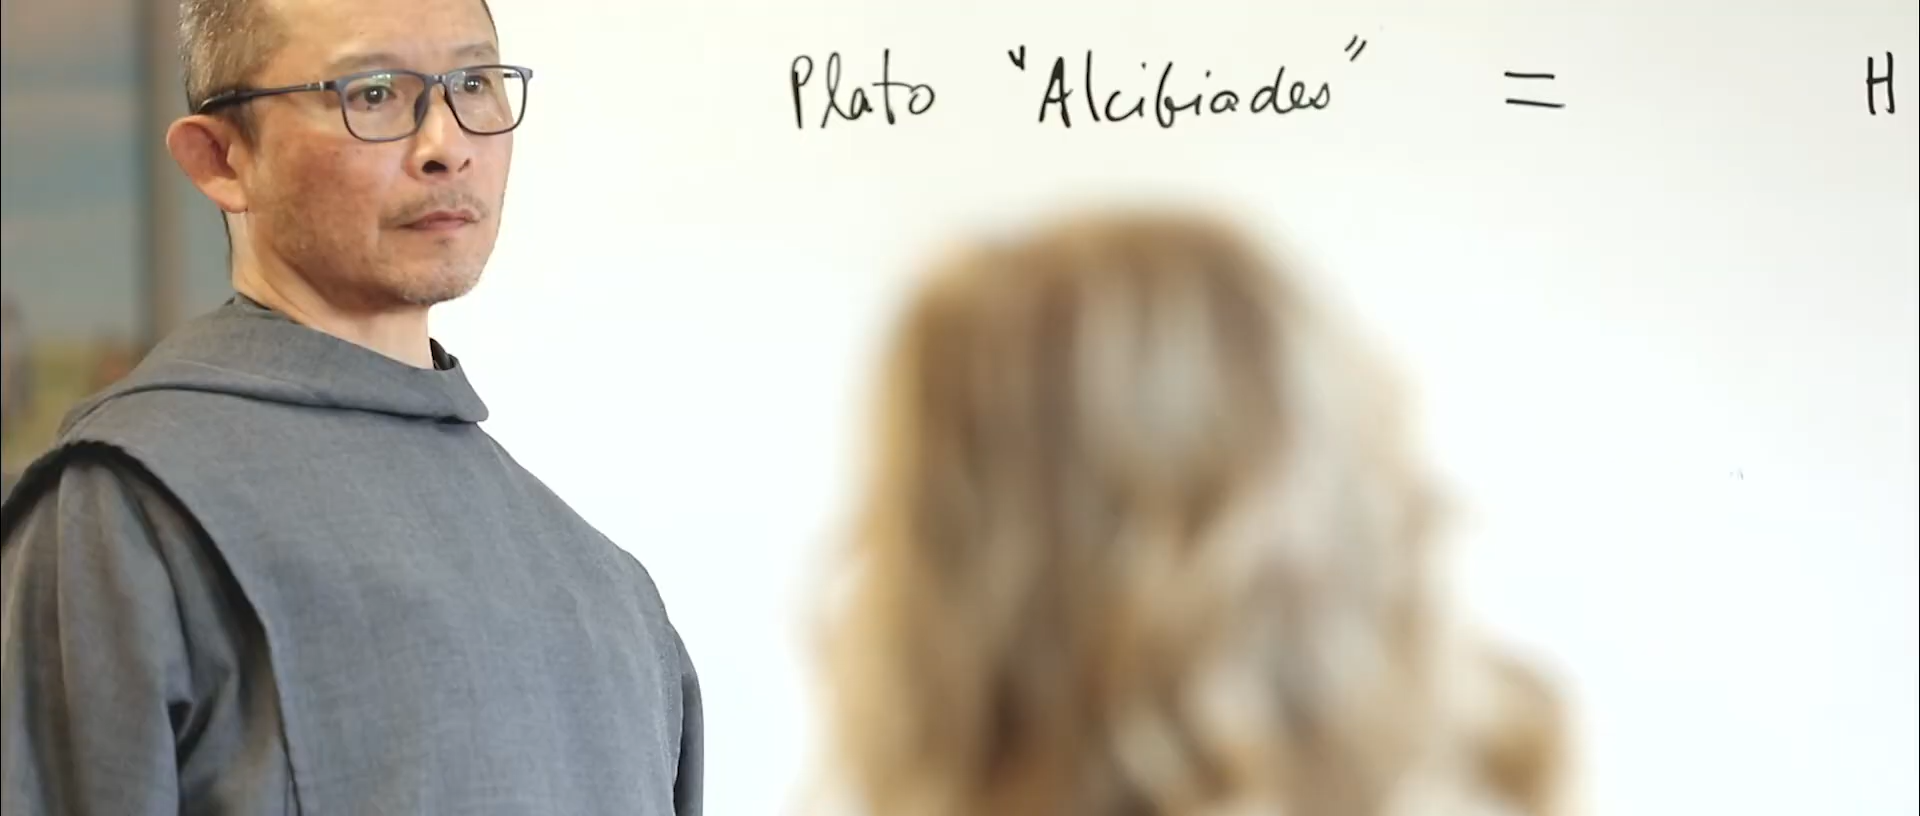 Plato "Alcibiades" = H